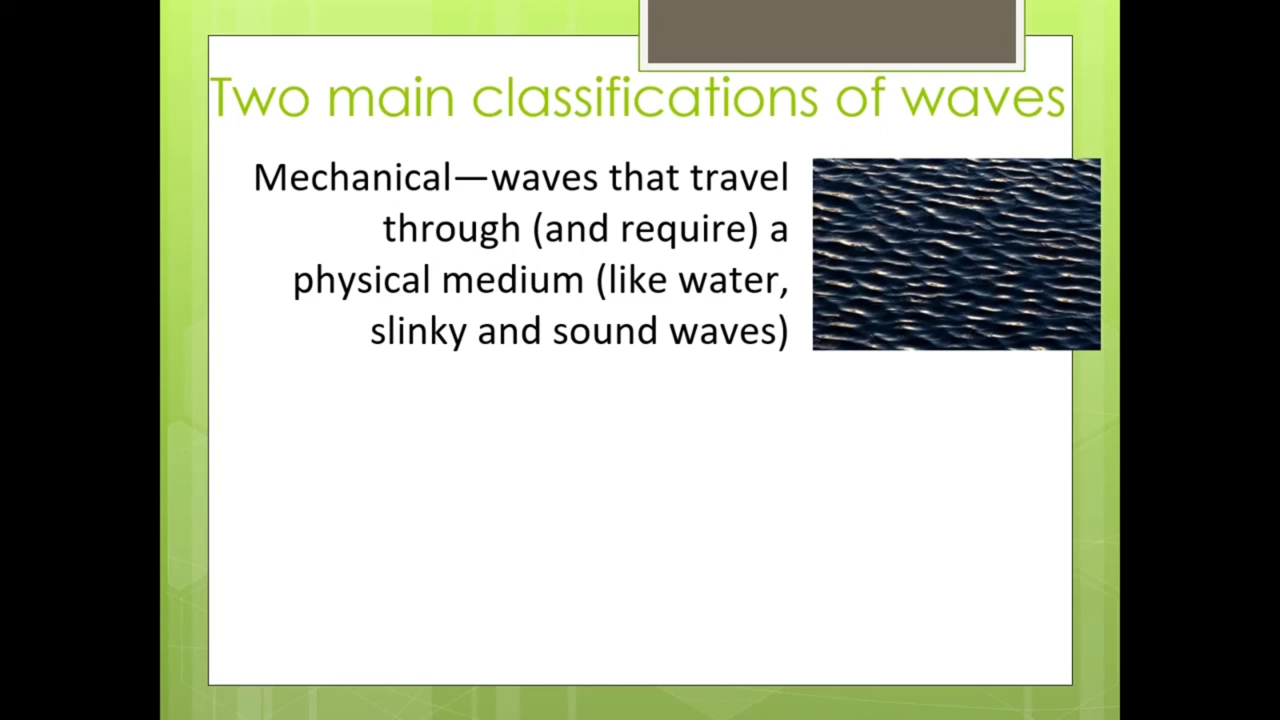 Two main classifications of waves
Mechanical—waves that travel
through (and require) a
physical medium (like water,
slinky and sound waves)